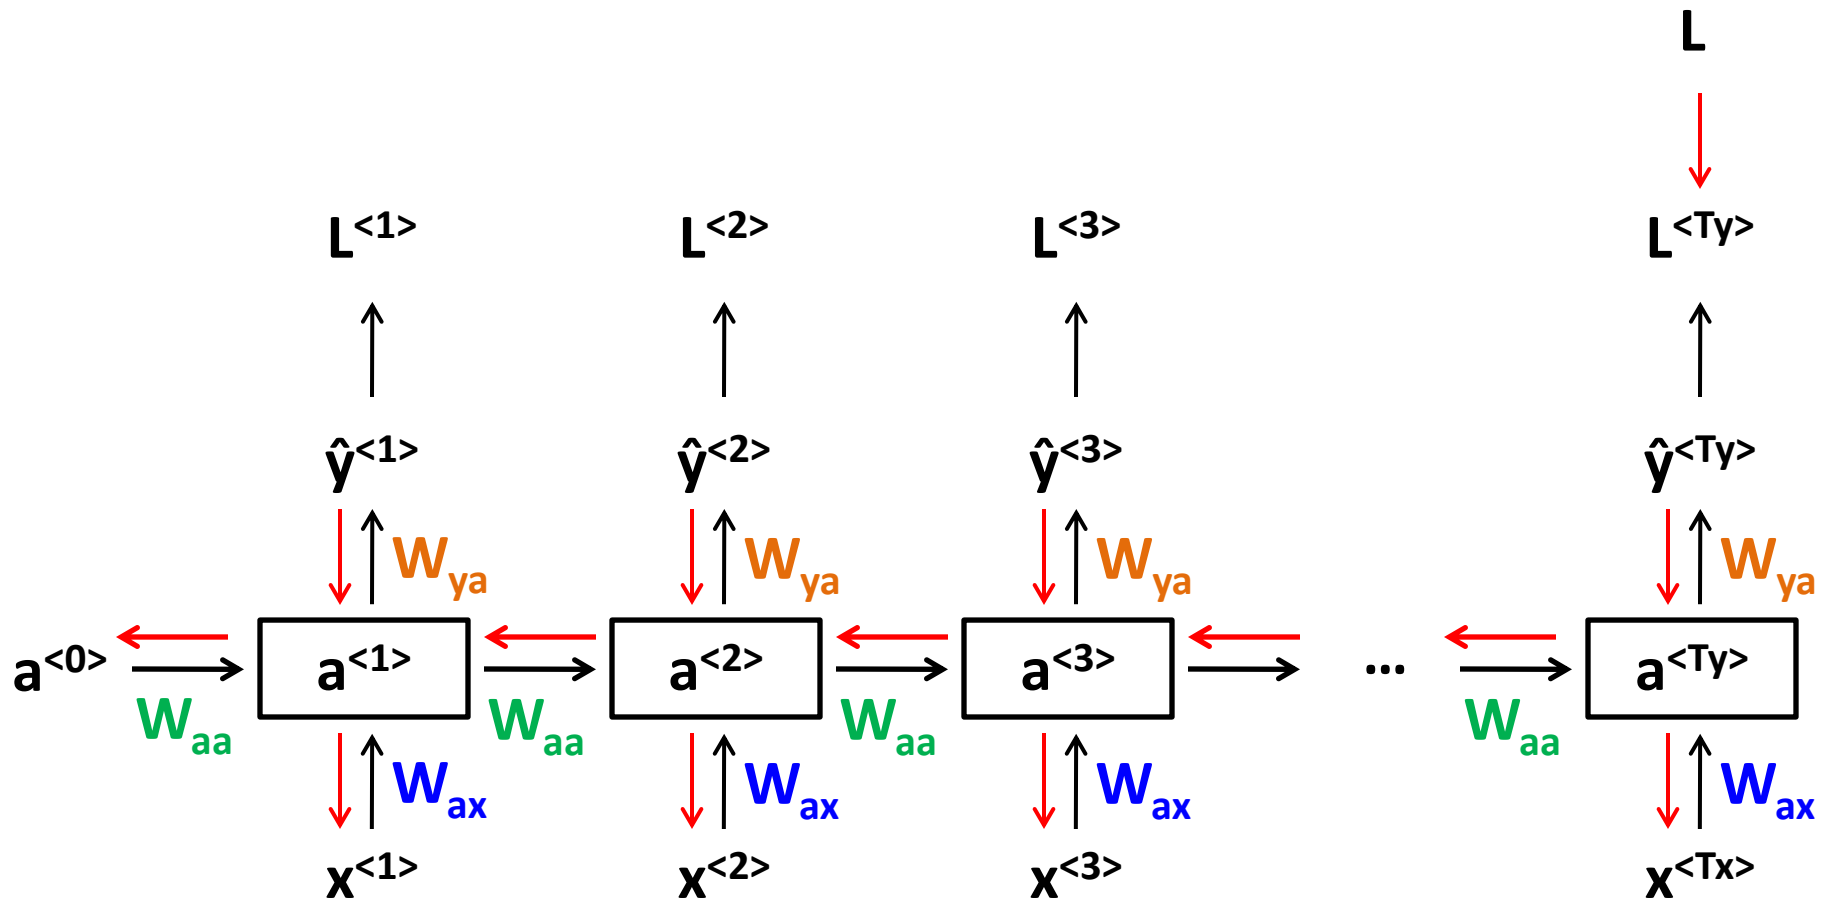 L
L<1> L<2> L<3> L<Ty>
ŷ<1> ŷ<2> ŷ<3> ŷ<Ty>
Wya Wya Wya Wya
a<0> a<1> a<2> a<3> ... a<Ty>
Waa Waa Waa Waa
Wax Wax Wax Wax
x<1> x<2> x<3> x<Tx>